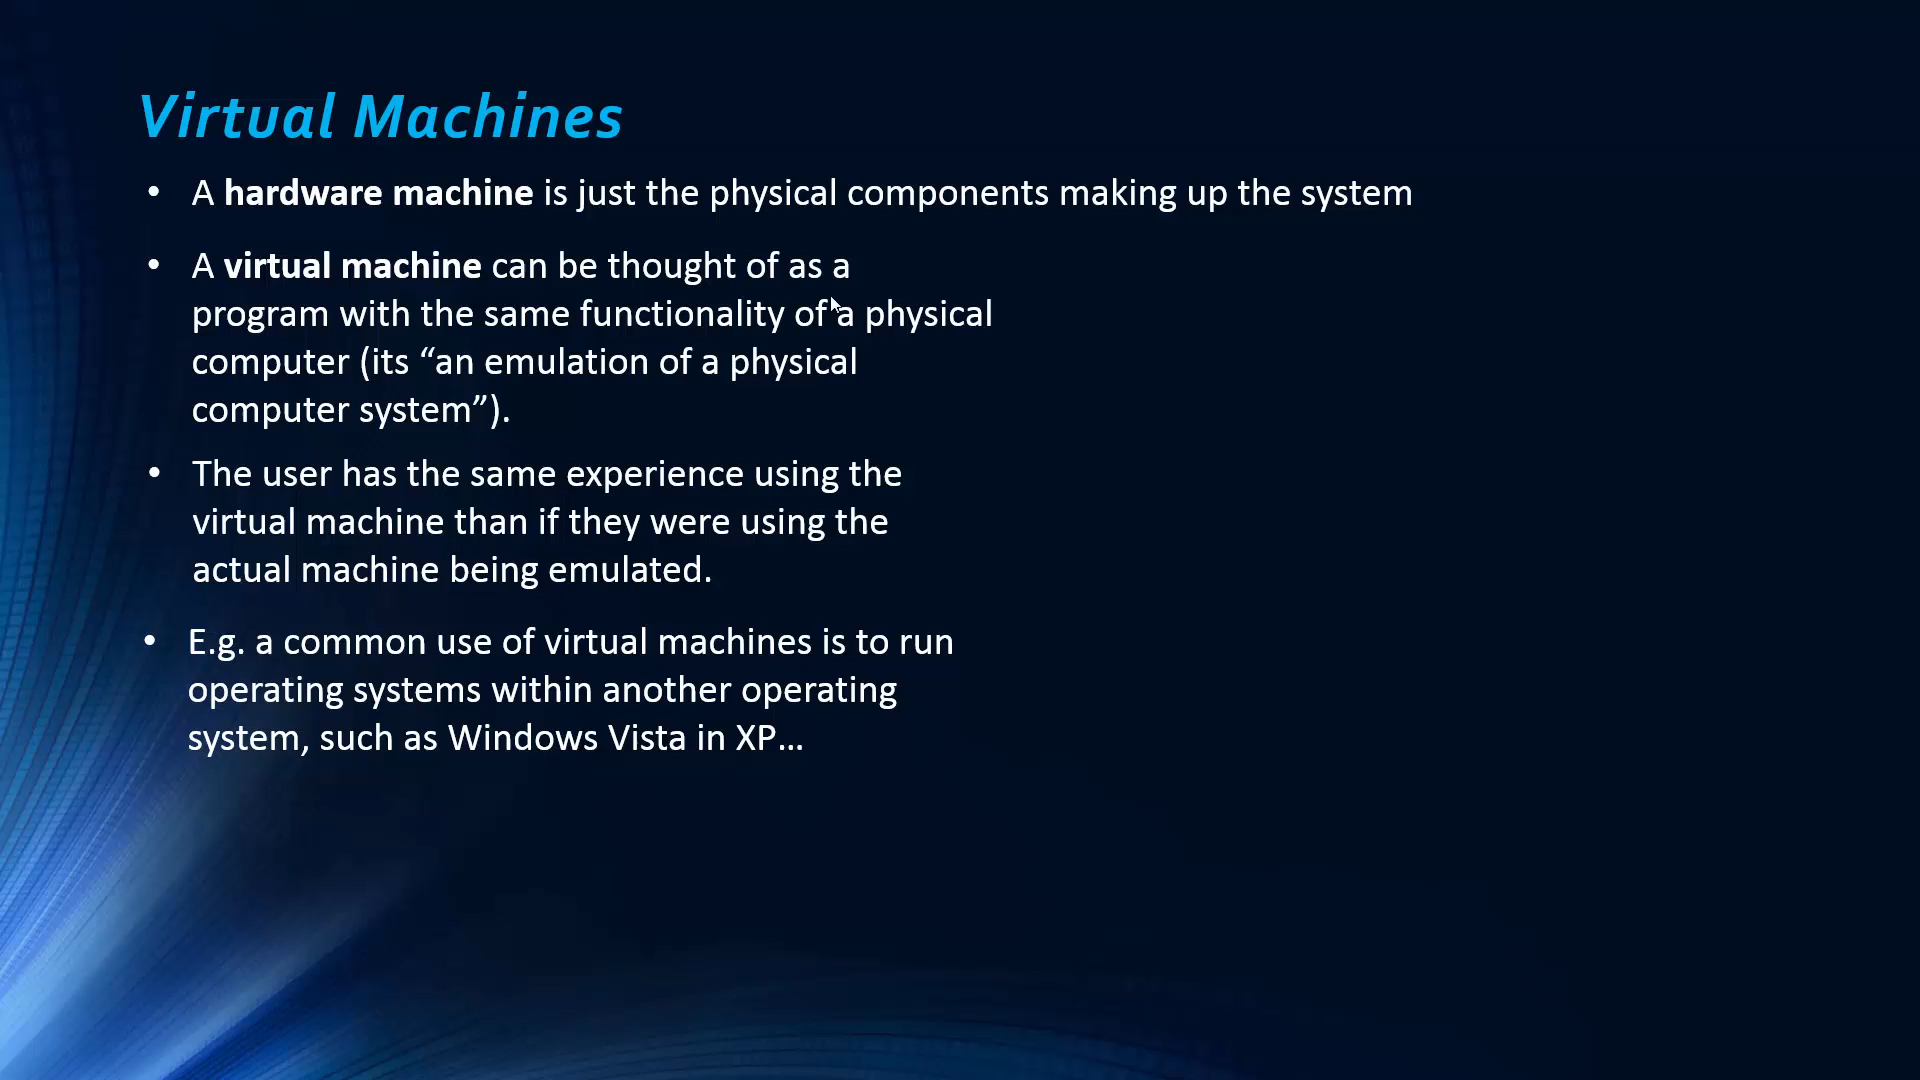 Virtual Machines
• A hardware machine is just the physical components making up the system
• A virtual machine can be thought of as a
program with the same functionality of a physical
computer (its “an emulation of a physical
computer system”).
• The user has the same experience using the
virtual machine than if they were using the
actual machine being emulated.
• E.g. a common use of virtual machines is to run
operating systems within another operating
system, such as Windows Vista in XP…